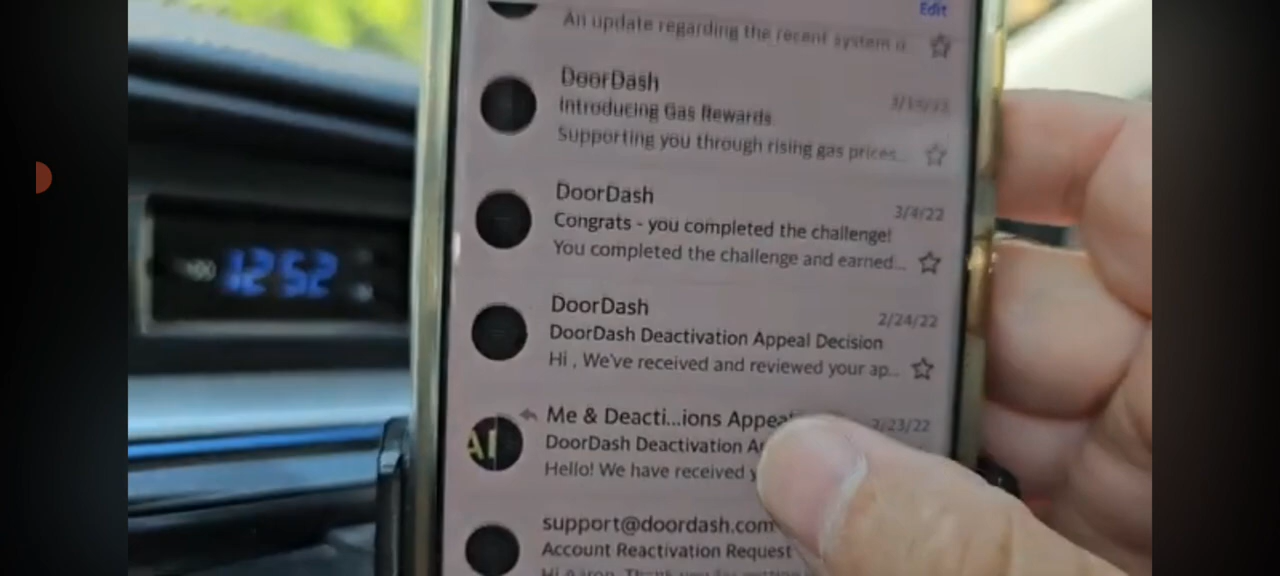 Edit
An update regarding the recent system
DoorDash
Introducing Gas Rewards
Supporting you through rising gas prices...
DoorDash
3/4/22
Congrats - you completed the challenge!
You completed the challenge and earned...
DoorDash
2/24/22
DoorDash Deactivation Appeal Decision
Hi , We've received and reviewed your ap...
Me & Deacti...ions Appea
2/23/22
DoorDash Deactivation A
Hello! We have received y
support@doordash.com
Account Reactivation Request
12:52